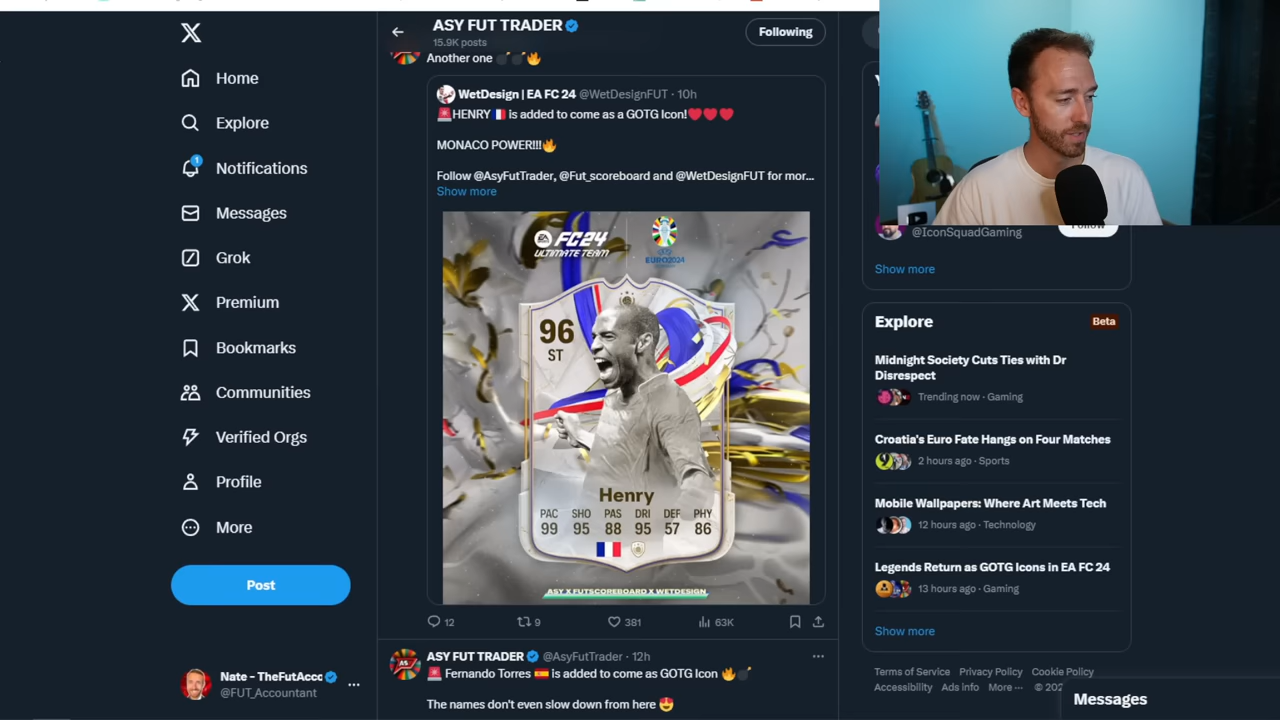 ASY FUT TRADER
15.9K posts
Following
Another one
WetDesign | EA FC 24 @WetDesignFUT · 10h
HENRY is added to come as a GOTG Icon!
MONACO POWER!!!
Follow @AsyFutTrader, @Fut_scoreboard and @WetDesignFUT for mor...
Show more
EA SPORTS FC24
ULTIMATE TEAM
UEFA
EURO2024
96
ST
Henry
PAC SHO PAS DRI DEF PHY
99 95 88 95 57 86
ASY X FUTSCOREBOARD X WETDESIGN
12 9 381 63K
ASY FUT TRADER @AsyFutTrader · 12h
Fernando Torres is added to come as GOTG Icon
The names don't even slow down from here
Home
Explore
1
Notifications
Messages
Grok
Premium
Bookmarks
Communities
Verified Orgs
Profile
More
Post
Nate - TheFutAcco
@FUT_Accountant
@IconSquadGaming
Follow
Show more
Explore
Beta
Midnight Society Cuts Ties with Dr
Disrespect
Trending now · Gaming
Croatia's Euro Fate Hangs on Four Matches
2 hours ago · Sports
Mobile Wallpapers: Where Art Meets Tech
12 hours ago · Technology
Legends Return as GOTG Icons in EA FC 24
13 hours ago · Gaming
Show more
Terms of Service Privacy Policy Cookie Policy
Accessibility Ads info More ··· © 202
Messages